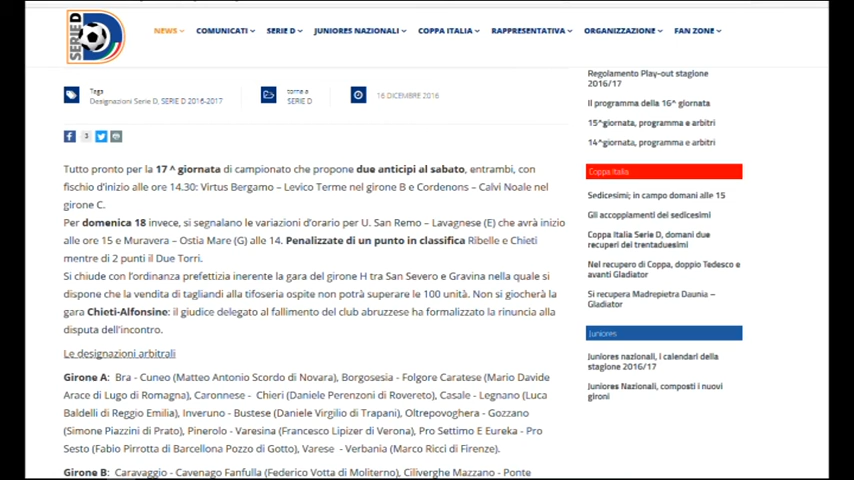 SERIE D
NEWS
COMUNICATI
SERIE D
JUNIORES NAZIONALI
COPPA ITALIA
RAPPRESENTATIVA
ORGANIZZAZIONE
FAN ZONE
Tags
Designazioni Serie D, SERIE D 2016-2017
torna a
SERIE D
16 DICEMBRE 2016
3
Tutto pronto per la 17^ giornata di campionato che propone due anticipi al sabato, entrambi, con
fischio d'inizio alle ore 14.30: Virtus Bergamo – Levico Terme nel girone B e Cordenons – Calvi Noale nel
girone C.
Per domenica 18 invece, si segnalano le variazioni d'orario per U. San Remo – Lavagnese (E) che avrà inizio
alle ore 15 e Muravera – Ostia Mare (G) alle 14. Penalizzate di un punto in classifica Ribelle e Chieti
mentre di 2 punti il Due Torri.
Si chiude con l'ordinanza prefettizia inerente la gara del girone H tra San Severo e Gravina nella quale si
dispone che la vendita di tagliandi alla tifoseria ospite non potrà superare le 100 unità. Non si giocherà la
gara Chieti-Alfonsine: il giudice delegato al fallimento del club abruzzese ha formalizzato la rinuncia alla
disputa dell'incontro.
Le designazioni arbitrali
Girone A: Bra - Cuneo (Matteo Antonio Scordo di Novara), Borgosesia - Folgore Caratese (Mario Davide
Arace di Lugo di Romagna), Caronnese - Chieri (Daniele Perenzoni di Rovereto), Casale - Legnano (Luca
Baldelli di Reggio Emilia), Inveruno - Bustese (Daniele Virgilio di Trapani), Oltrepovoghera - Gozzano
(Simone Piazzini di Prato), Pinerolo - Varesina (Francesco Lipizer di Verona), Pro Settimo E Eureka - Pro
Sesto (Fabio Pirrotta di Barcellona Pozzo di Gotto), Varese - Verbania (Marco Ricci di Firenze).
Girone B: Caravaggio - Cavenago Fanfulla (Federico Votta di Moliterno), Ciliverghe Mazzano - Ponte
Regolamento Play-out stagione
2016/17
Il programma della 16^ giornata
15^giornata, programma e arbitri
14^giornata, programma e arbitri
Coppa Italia
Sedicesimi; in campo domani alle 15
Gli accoppiamenti dei sedicesimi
Coppa Italia Serie D, domani due
recuperi dei trentaduesimi
Nel recupero di Coppa, doppio Tedesco e
avanti Gladiator
Si recupera Madrepietra Daunia –
Gladiator
Juniores
Juniores nazionali, i calendari della
stagione 2016/17
Juniores Nazionali, composti i nuovi
gironi